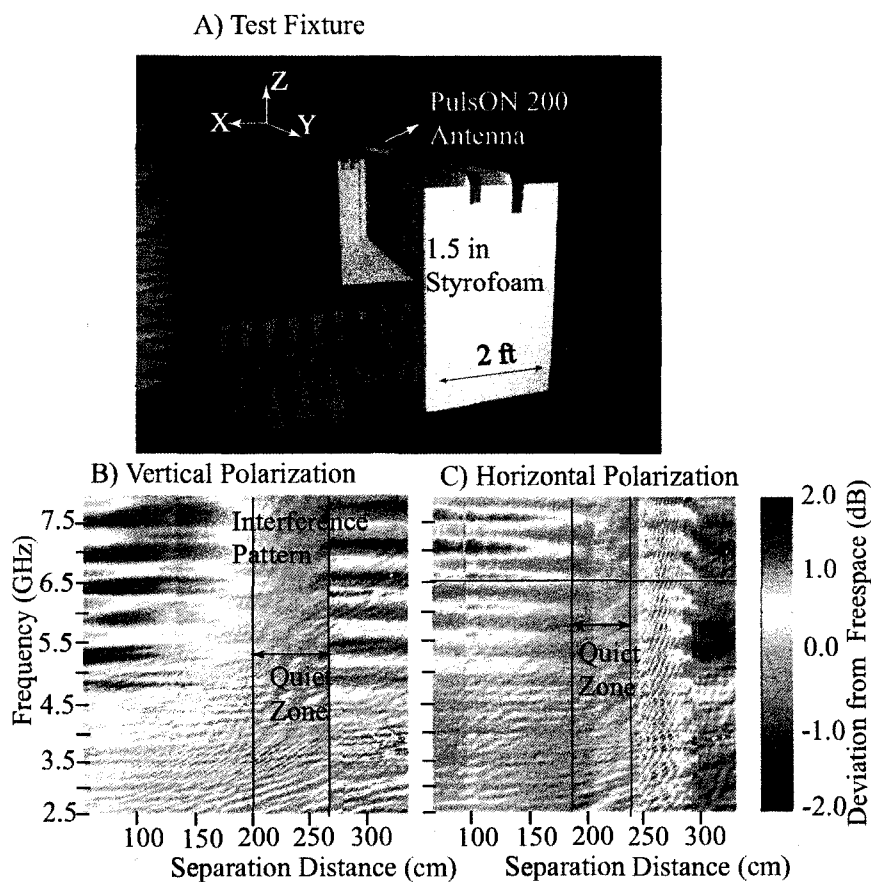 A) Test Fixture
Z
X
Y
PulsON 200
Antenna
1.5 in
Styrofoam
2 ft
B) Vertical Polarization
C) Horizontal Polarization
Interference
Pattern
Quiet
Zone
Quiet
Zone
Frequency (GHz)
7.5
6.5
5.5
4.5
3.5
2.5
100
150
200
250
300
Separation Distance (cm)
100
150
200
250
300
Separation Distance (cm)
2.0
1.0
0.0
-1.0
-2.0
Deviation from Freespace (dB)